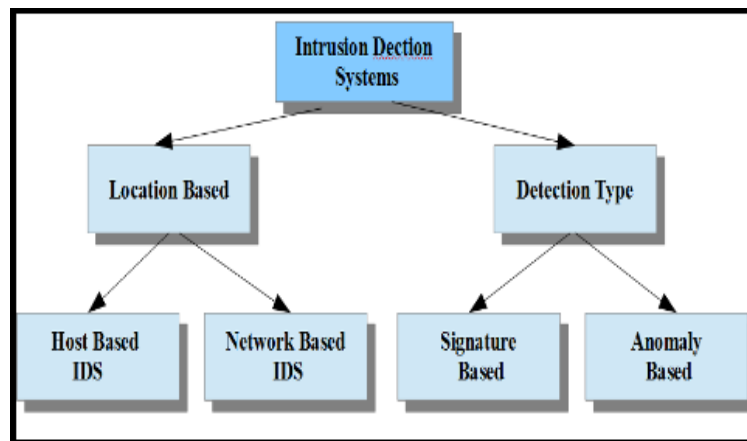 Intrusion Dection
Systems
Location Based
Detection Type
Host Based
IDS
Network Based
IDS
Signature
Based
Anomaly
Based